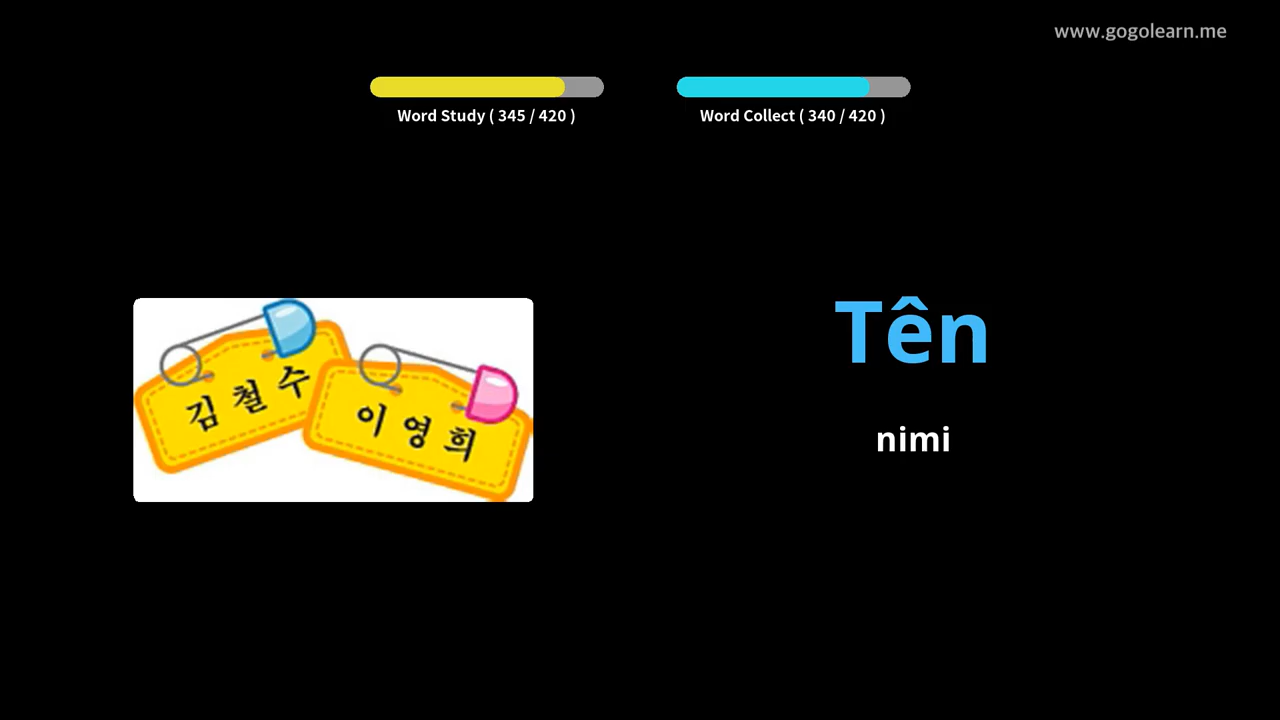 www.gogolearn.me
Word Study ( 345 / 420 )
Word Collect ( 340 / 420 )
김철수
이영희
Tên
nimi